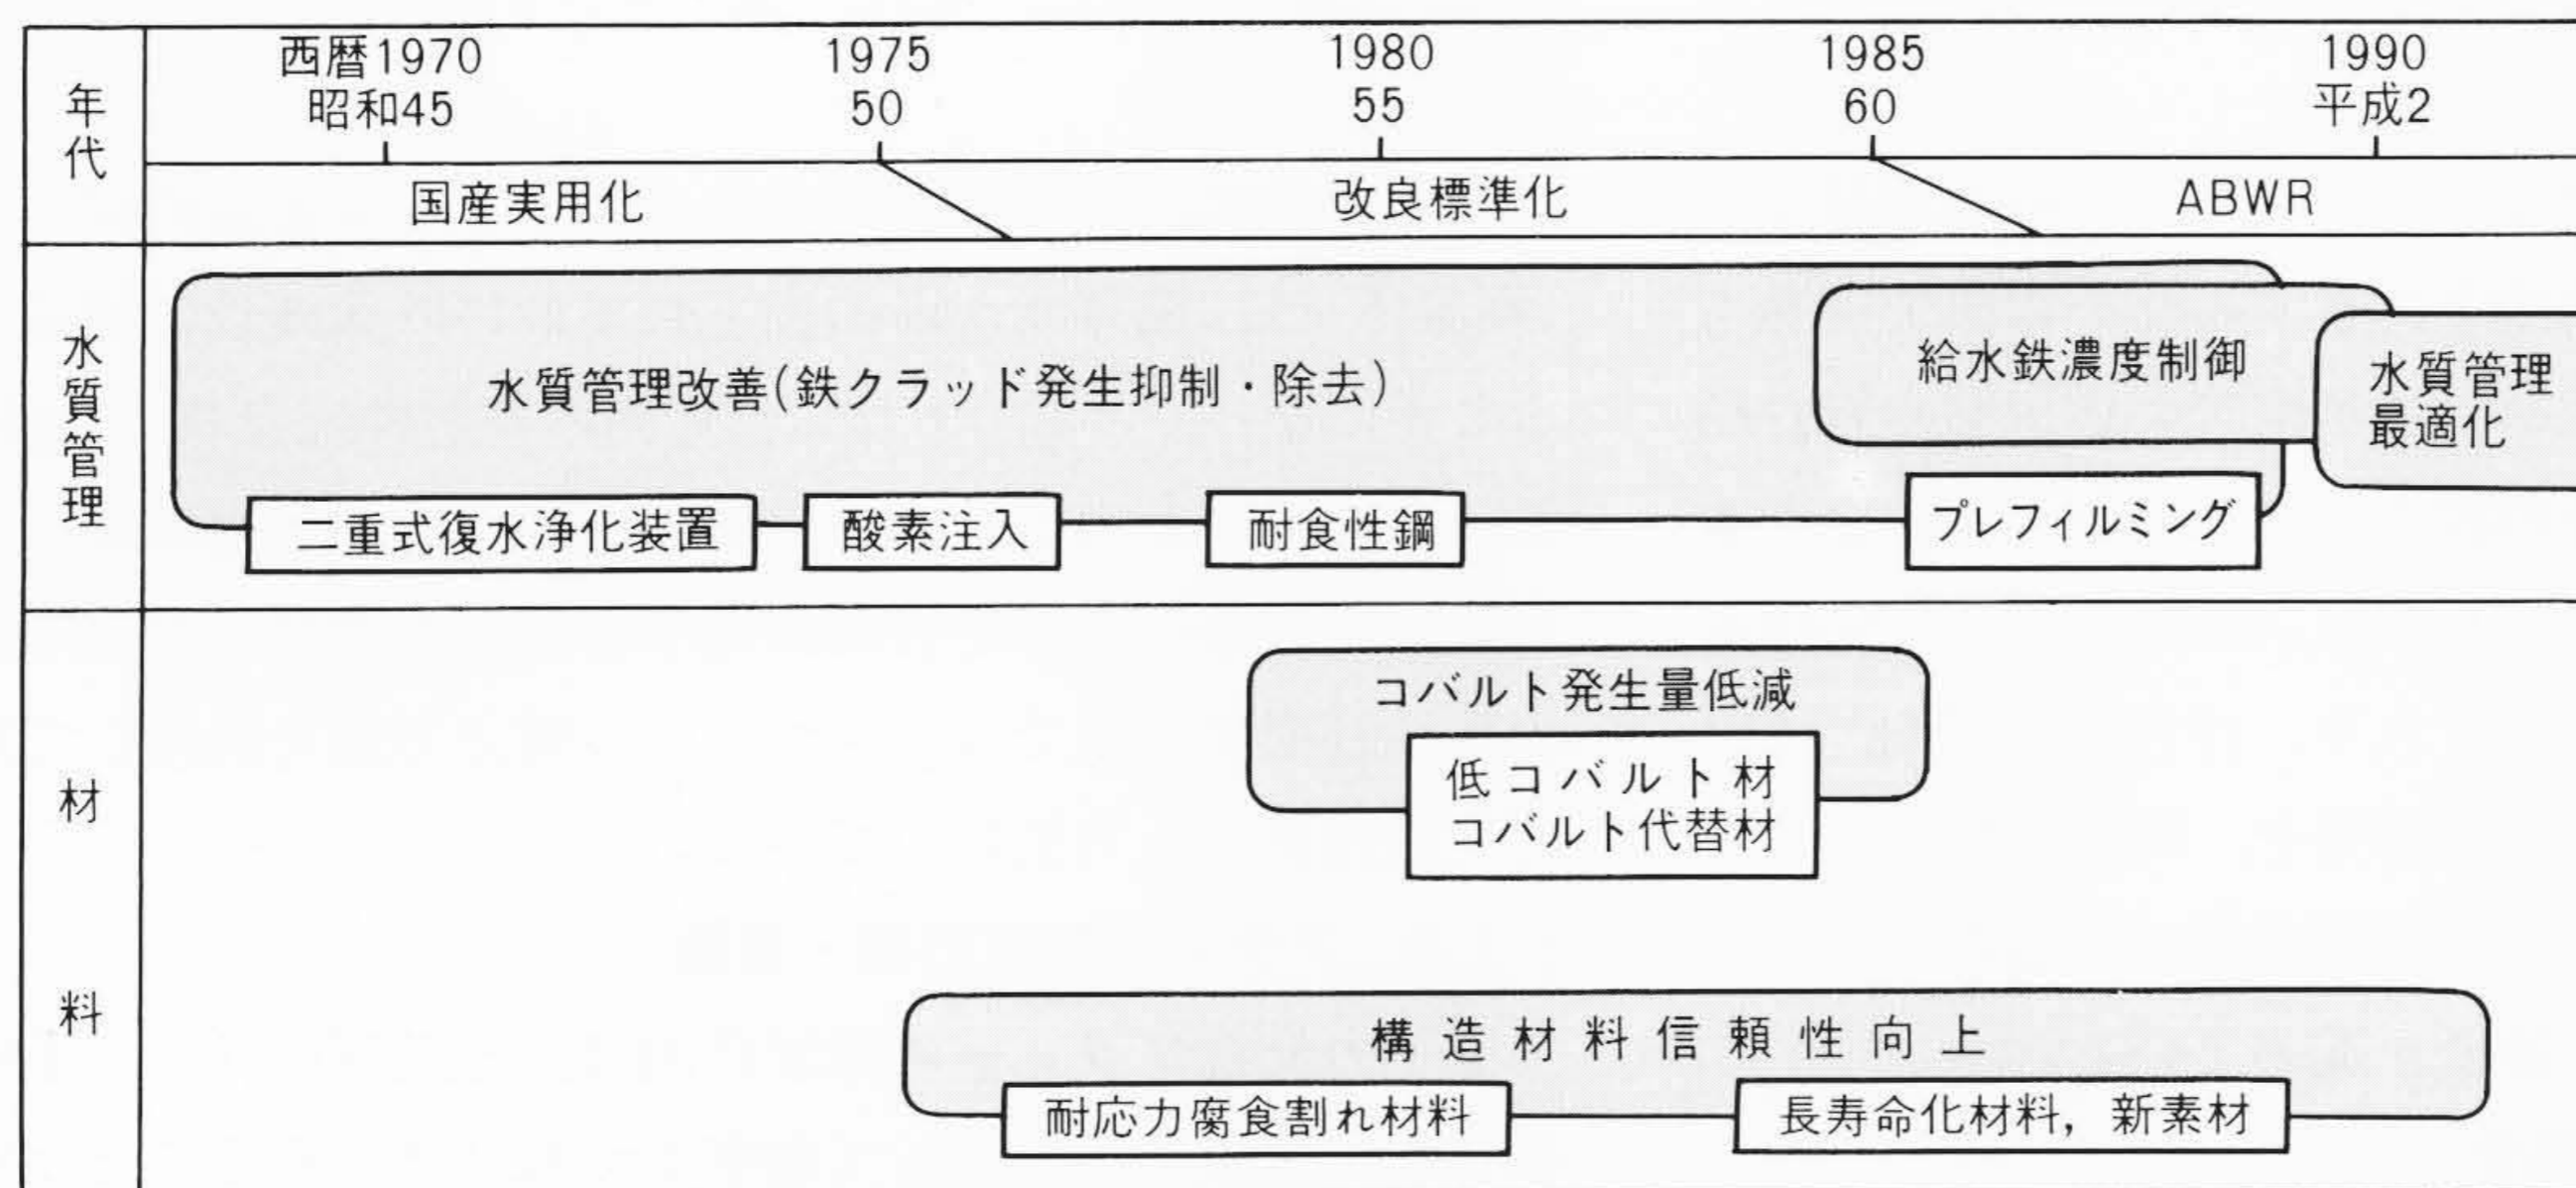 年代
西暦1970 1975 1980 1985 1990
昭和45 50 55 60 平成2
国産実用化 改良標準化 ABWR
水質管理
水質管理改善(鉄クラッド発生抑制・除去)
給水鉄濃度制御
水質管理
最適化
二重式復水浄化装置 酸素注入 耐食性鋼 プレフィルミング
材料
コバルト発生量低減
低コバルト材
コバルト代替材
構造材料信頼性向上
耐応力腐食割れ材料 長寿命化材料，新素材